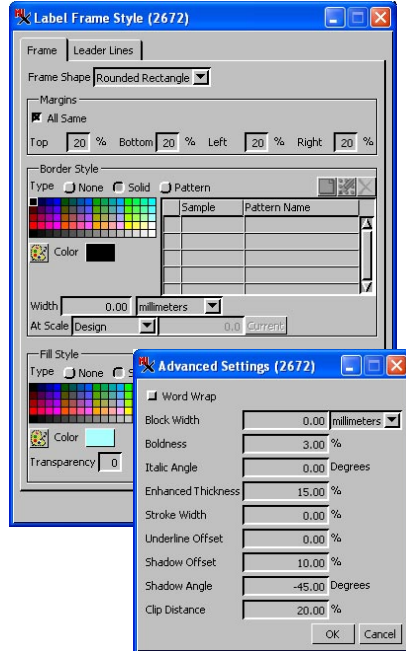 Label Frame Style (2672)
Frame Leader Lines
Frame Shape Rounded Rectangle
Margins
All Same
Top 20 % Bottom 20 % Left 20 % Right 20 %
Border Style
Type None Solid Pattern
Sample Pattern Name
Color
Width 0.00 millimeters
At Scale Design 0.0 Current
Fill Style
Type None S
Color
Transparency 0
Advanced Settings (2672)
Word Wrap
Block Width 0.00 millimeters
Boldness 3.00 %
Italic Angle 0.00 Degrees
Enhanced Thickness 15.00 %
Stroke Width 0.00 %
Underline Offset 0.00 %
Shadow Offset 10.00 %
Shadow Angle -45.00 Degrees
Clip Distance 20.00 %
OK Cancel